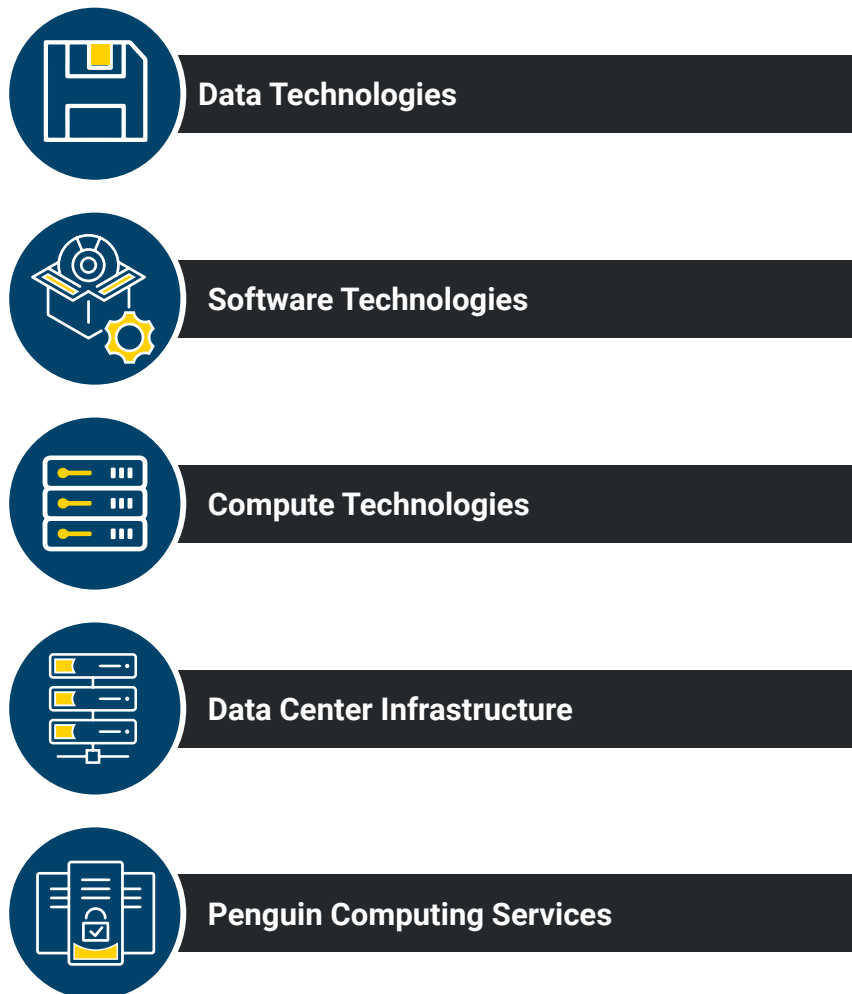 Data Technologies
Software Technologies
Compute Technologies
Data Center Infrastructure
Penguin Computing Services